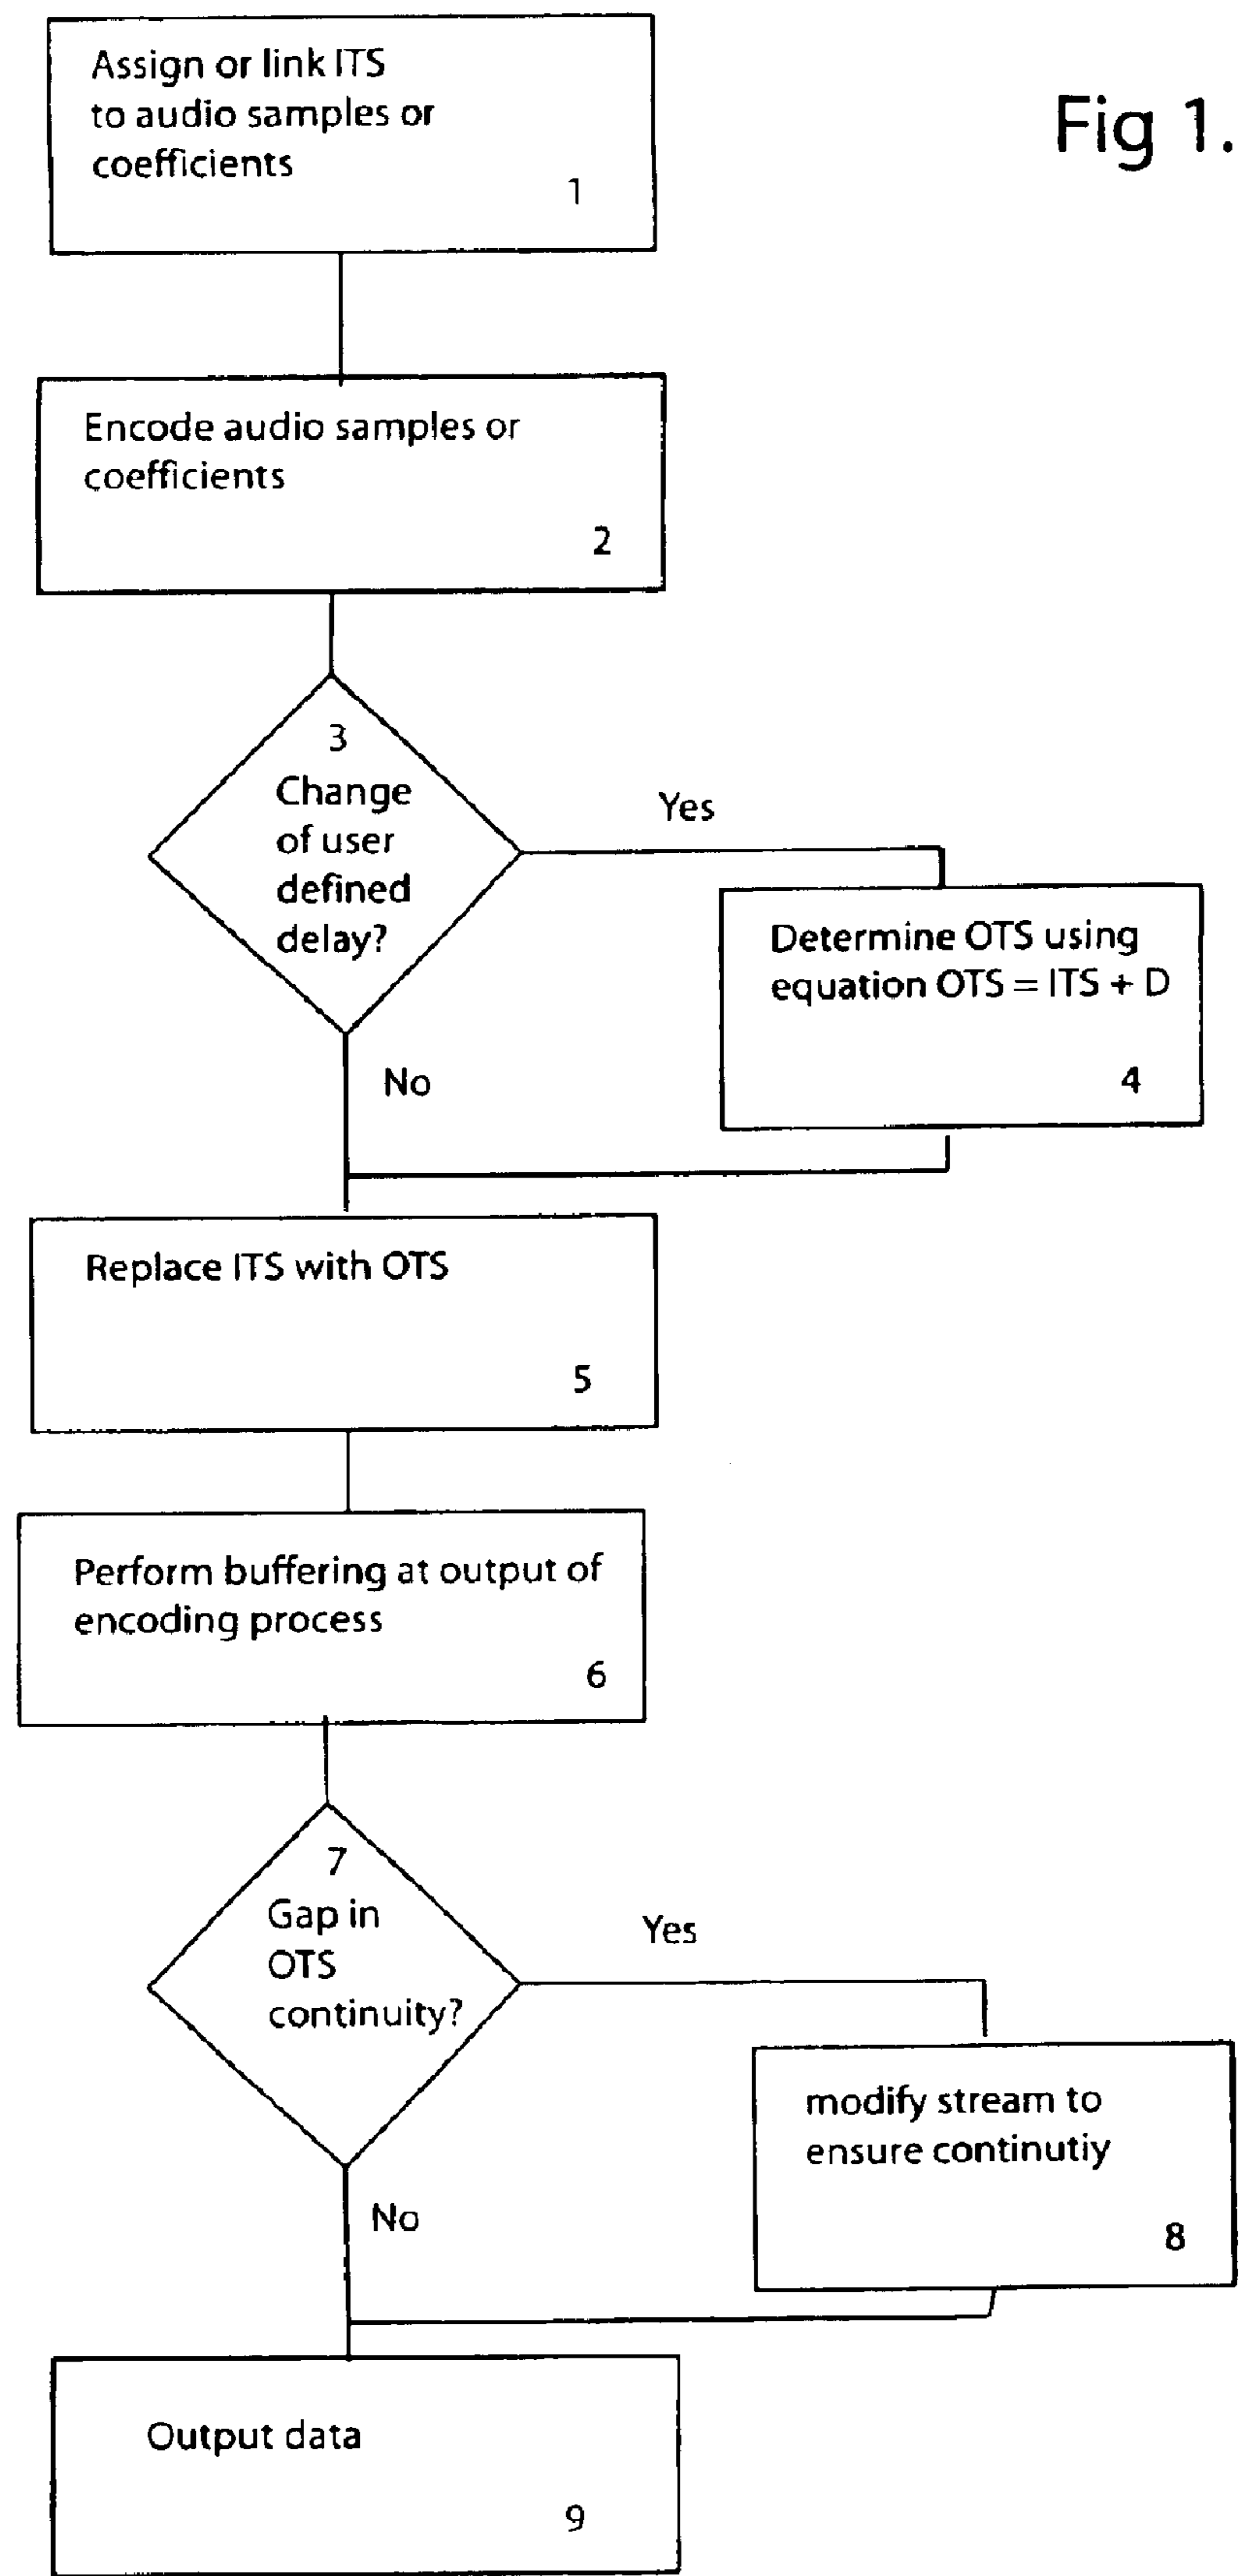 Fig 1.
Assign or link ITS
to audio samples or
coefficients
1
Encode audio samples or
coefficients
2
3
Change
of user
defined
delay?
Yes
No
Determine OTS using
equation OTS = ITS + D
4
Replace ITS with OTS
5
Perform buffering at output of
encoding process
6
7
Gap in
OTS
continuity?
Yes
No
modify stream to
ensure continutiy
8
Output data
9